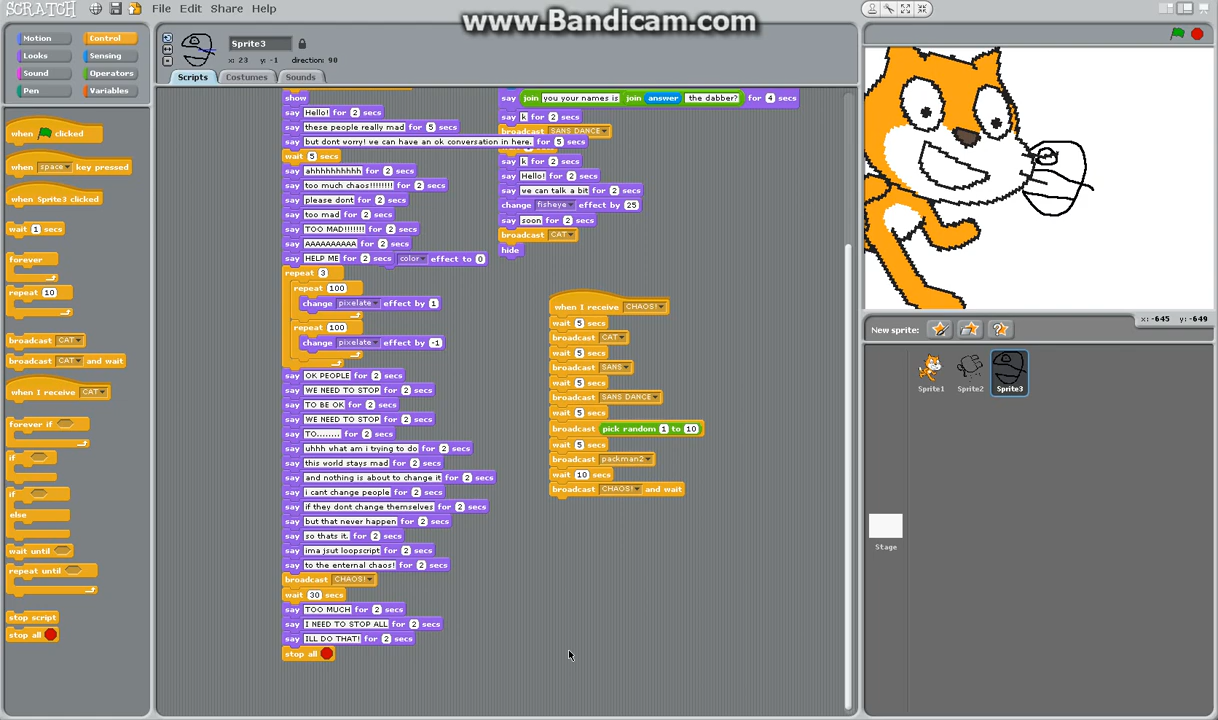 www.Bandicam.com
SCRATCH File Edit Share Help
Motion Control
Looks Sensing
Sound Operators
Pen Variables
when clicked
when space key pressed
when Sprite3 clicked
wait 1 secs
forever
repeat 10
broadcast CAT
broadcast CAT and wait
when I receive CAT
forever if
if
if
else
wait until
repeat until
stop script
stop all
Sprite3
x: 23 y: -1 direction: 90
Scripts Costumes Sounds
show
say Hello! for 2 secs
say these people really mad for 5 secs
say but dont worry! we can have an ok conversation in here. for 5 secs
wait 5 secs
say ahhhhhhhhhh for 2 secs
say too much chaos!!!!!!!! for 2 secs
say please dont for 2 secs
say too mad for 2 secs
say TOO MAD!!!!!!! for 2 secs
say AAAAAAAAAA for 2 secs
say HELP ME for 2 secs color effect to 0
repeat 3
repeat 100
change pixelate effect by 1
repeat 100
change pixelate effect by -1
say OK PEOPLE for 2 secs
say WE NEED TO STOP for 2 secs
say TO BE OK for 2 secs
say WE NEED TO STOP for 2 secs
say TO........ for 2 secs
say uhhh what am i trying to do for 2 secs
say this world stays mad for 2 secs
say and nothing is about to change it for 2 secs
say i cant change people for 2 secs
say if they dont change themselves for 2 secs
say but that never happen for 2 secs
say so thats it. for 2 secs
say ima jsut loopscript for 2 secs
say to the enternal chaos! for 2 secs
broadcast CHAOS!
wait 30 secs
say TOO MUCH for 2 secs
say I NEED TO STOP ALL for 2 secs
say ILL DO THAT! for 2 secs
stop all
say join you your names is join answer the dabber? for 4 secs
say k for 2 secs
broadcast SANS DANCE
say k for 2 secs
say Hello! for 2 secs
say we can talk a bit for 2 secs
change fisheye effect by 25
say soon for 2 secs
broadcast CAT
hide
when I receive CHAOS!
wait 5 secs
broadcast CAT
wait 5 secs
broadcast SANS
wait 5 secs
broadcast SANS DANCE
wait 5 secs
broadcast pick random 1 to 10
wait 5 secs
broadcast packman2
wait 10 secs
broadcast CHAOS! and wait
x: -645 y: -649
New sprite:
Sprite1 Sprite2 Sprite3
Stage